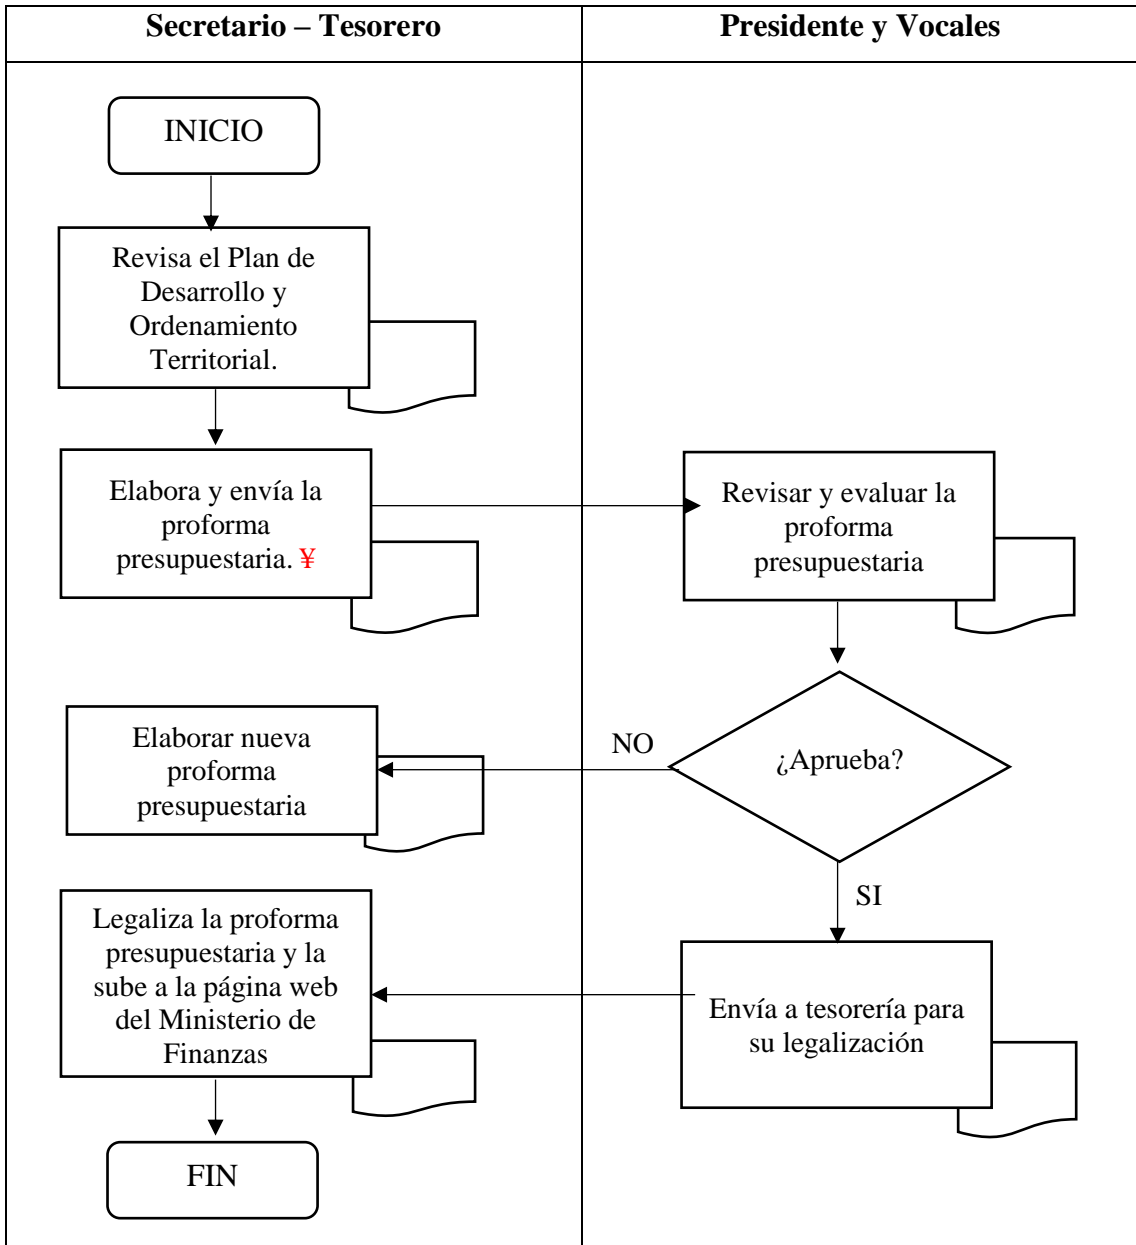 Secretario – Tesorero
Presidente y Vocales
INICIO
Revisa el Plan de
Desarrollo y
Ordenamiento
Territorial.
Elabora y envía la
proforma
presupuestaria. ¥
Revisar y evaluar la
proforma
presupuestaria
¿Aprueba?
NO
Elaborar nueva
proforma
presupuestaria
SI
Envía a tesorería para
su legalización
Legaliza la proforma
presupuestaria y la
sube a la página web
del Ministerio de
Finanzas
FIN